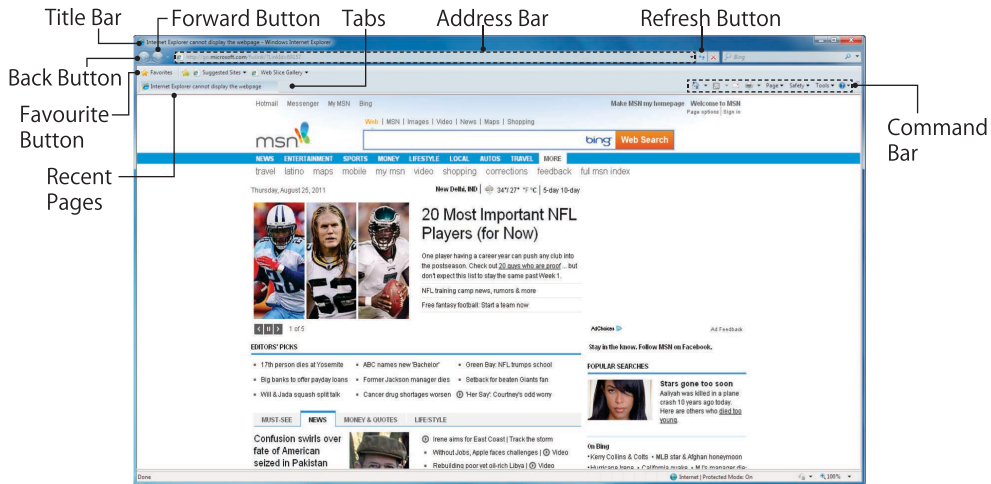 Title Bar
Forward Button
Tabs
Address Bar
Refresh Button
Internet Explorer cannot display the webpage - Windows Internet Explorer
Bing
Back Button
Favorites
Suggested Sites
Web Slice Gallery
Internet Explorer cannot display the webpage
Page Safety Tools
Favourite
Button
Command
Bar
Recent
Pages
Hotmail Messenger My MSN Bing
Make MSN my homepage Welcome to MSN
Page options | Sign in
Web | MSN | Images | Video | News | Maps | Shopping
msn
bing Web Search
NEWS ENTERTAINMENT SPORTS MONEY LIFESTYLE LOCAL AUTOS TRAVEL MORE
travel latino maps mobile my msn video shopping corrections feedback full msn index
Thursday, August 25, 2011
New Delhi, IND | 34°/ 27° °F °C | 5-day 10-day
20 Most Important NFL
Players (for Now)
One player having a career year can push any club into
the postseason. Check out 20 guys who are proof ... but
don't expect this list to stay the same past Week 1.
NFL training camp news, rumors & more
Free fantasy football: Start a team now
1 of 5
AdChoices
Ad Feedback
Stay in the know. Follow MSN on Facebook.
EDITORS' PICKS
• 17th person dies at Yosemite
• ABC names new 'Bachelor'
• Green Bay: NFL trumps school
• Big banks to offer payday loans
• Former Jackson manager dies
• Setback for beaten Giants fan
• Will & Jada squash split talk
• Cancer drug shortages worsen
'Her Say': Courtney's odd worry
POPULAR SEARCHES
Stars gone too soon
Aaliyah was killed in a plane
crash 10 years ago today.
Here are others who died too
young.
MUST-SEE NEWS MONEY & QUOTES LIFE/STYLE
Confusion swirls over
fate of American
seized in Pakistan
Irene aims for East Coast | Track the storm
• Without Jobs, Apple faces challenges | Video
• Rebuilding poor yet oil-rich Libya | Video
On Bing
• Kerry Collins & Colts • MLB star & Afghan honeymoon
• Hurricane Irene • California quake • MJ's manager die
Done
Internet | Protected Mode: On
100%